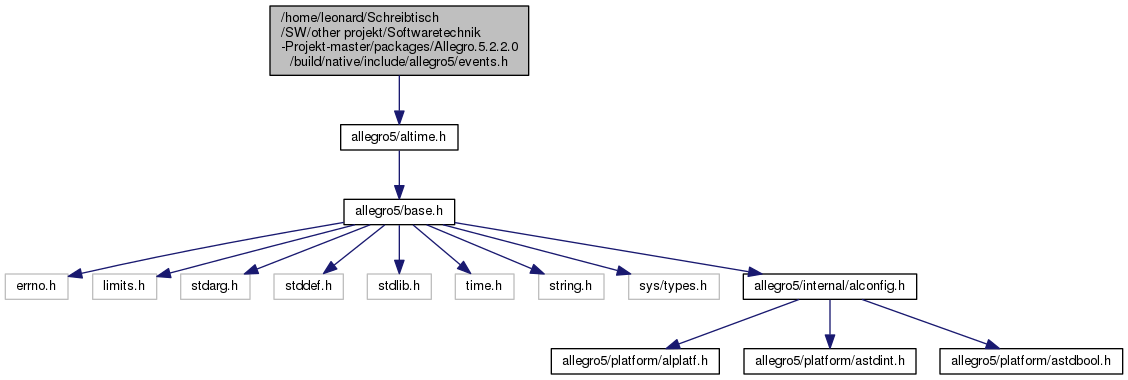 /home/leonard/Schreibtisch
/SW/other projekt/Softwaretechnik
-Projekt-master/packages/Allegro.5.2.2.0
/build/native/include/allegro5/events.h
allegro5/altime.h
allegro5/base.h
errno.h
limits.h
stdarg.h
stddef.h
stdlib.h
time.h
string.h
sys/types.h
allegro5/internal/alconfig.h
allegro5/platform/alplatf.h
allegro5/platform/astdint.h
allegro5/platform/astdbool.h